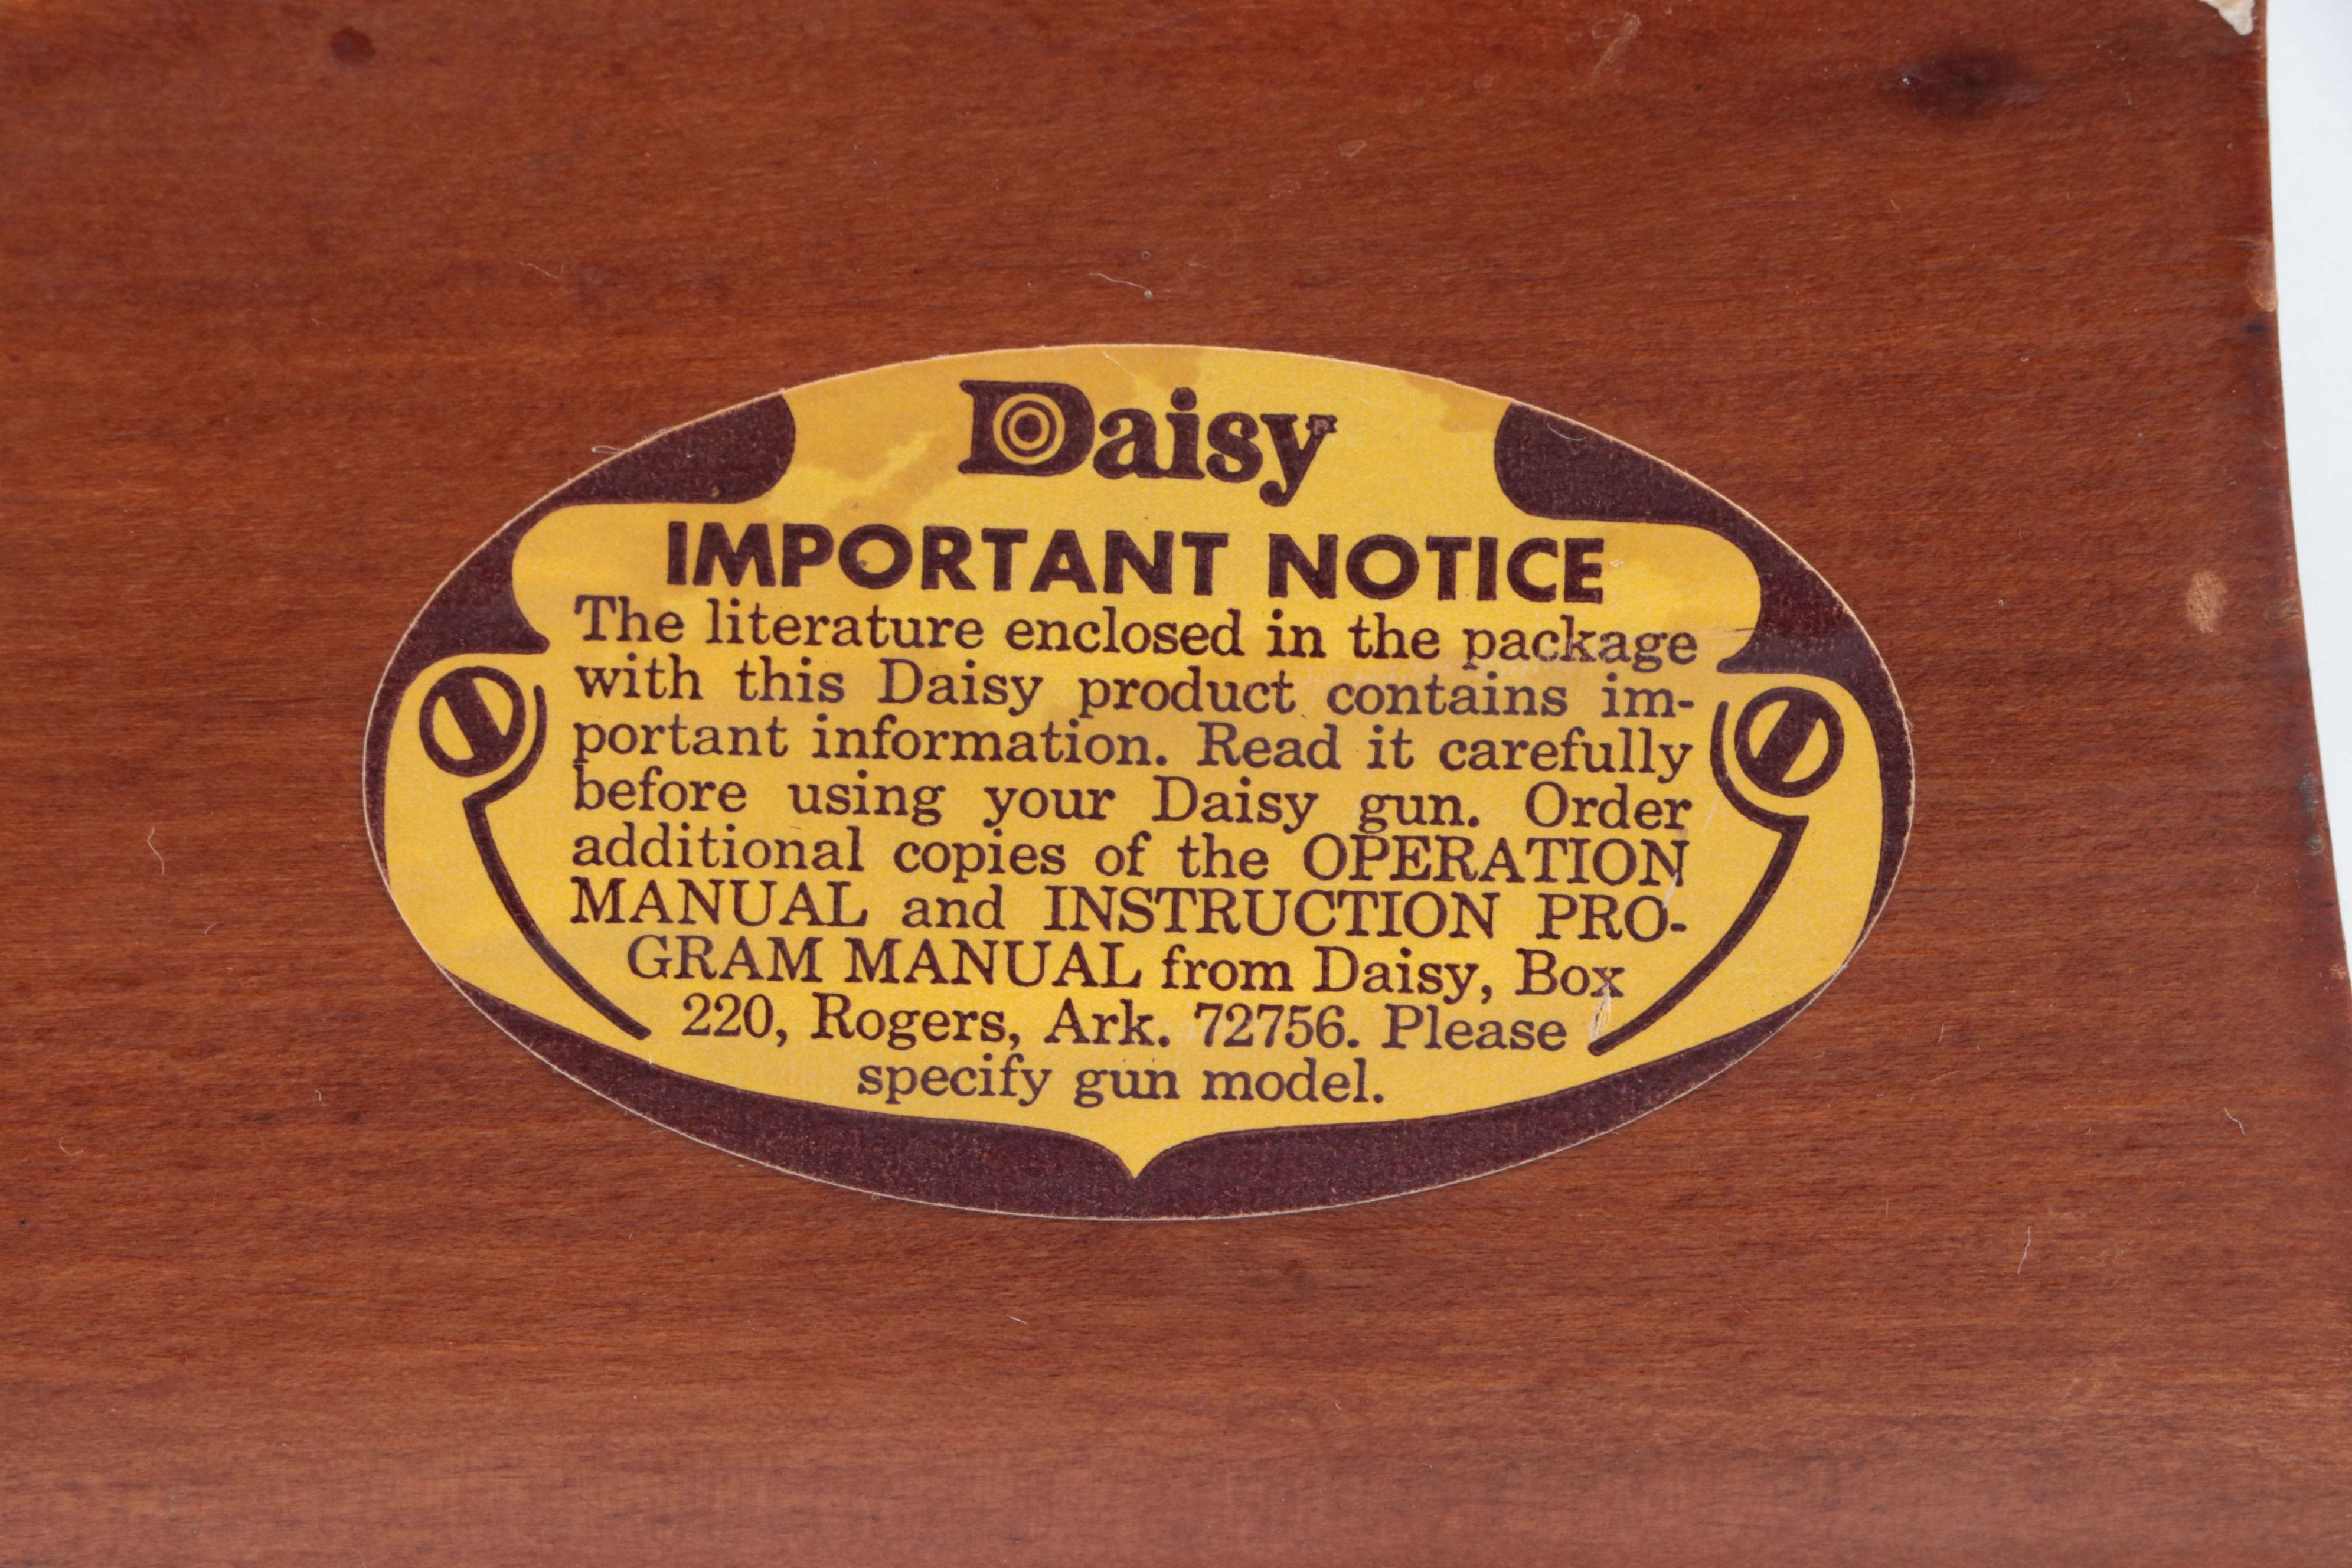 Daisy
IMPORTANT NOTICE
The literature enclosed in the package
with this Daisy product contains im-
portant information. Read it carefully
before using your Daisy gun. Order
additional copies of the OPERATION
MANUAL and INSTRUCTION PRO-
GRAM MANUAL from Daisy, Box
220, Rogers, Ark. 72756. Please
specify gun model.